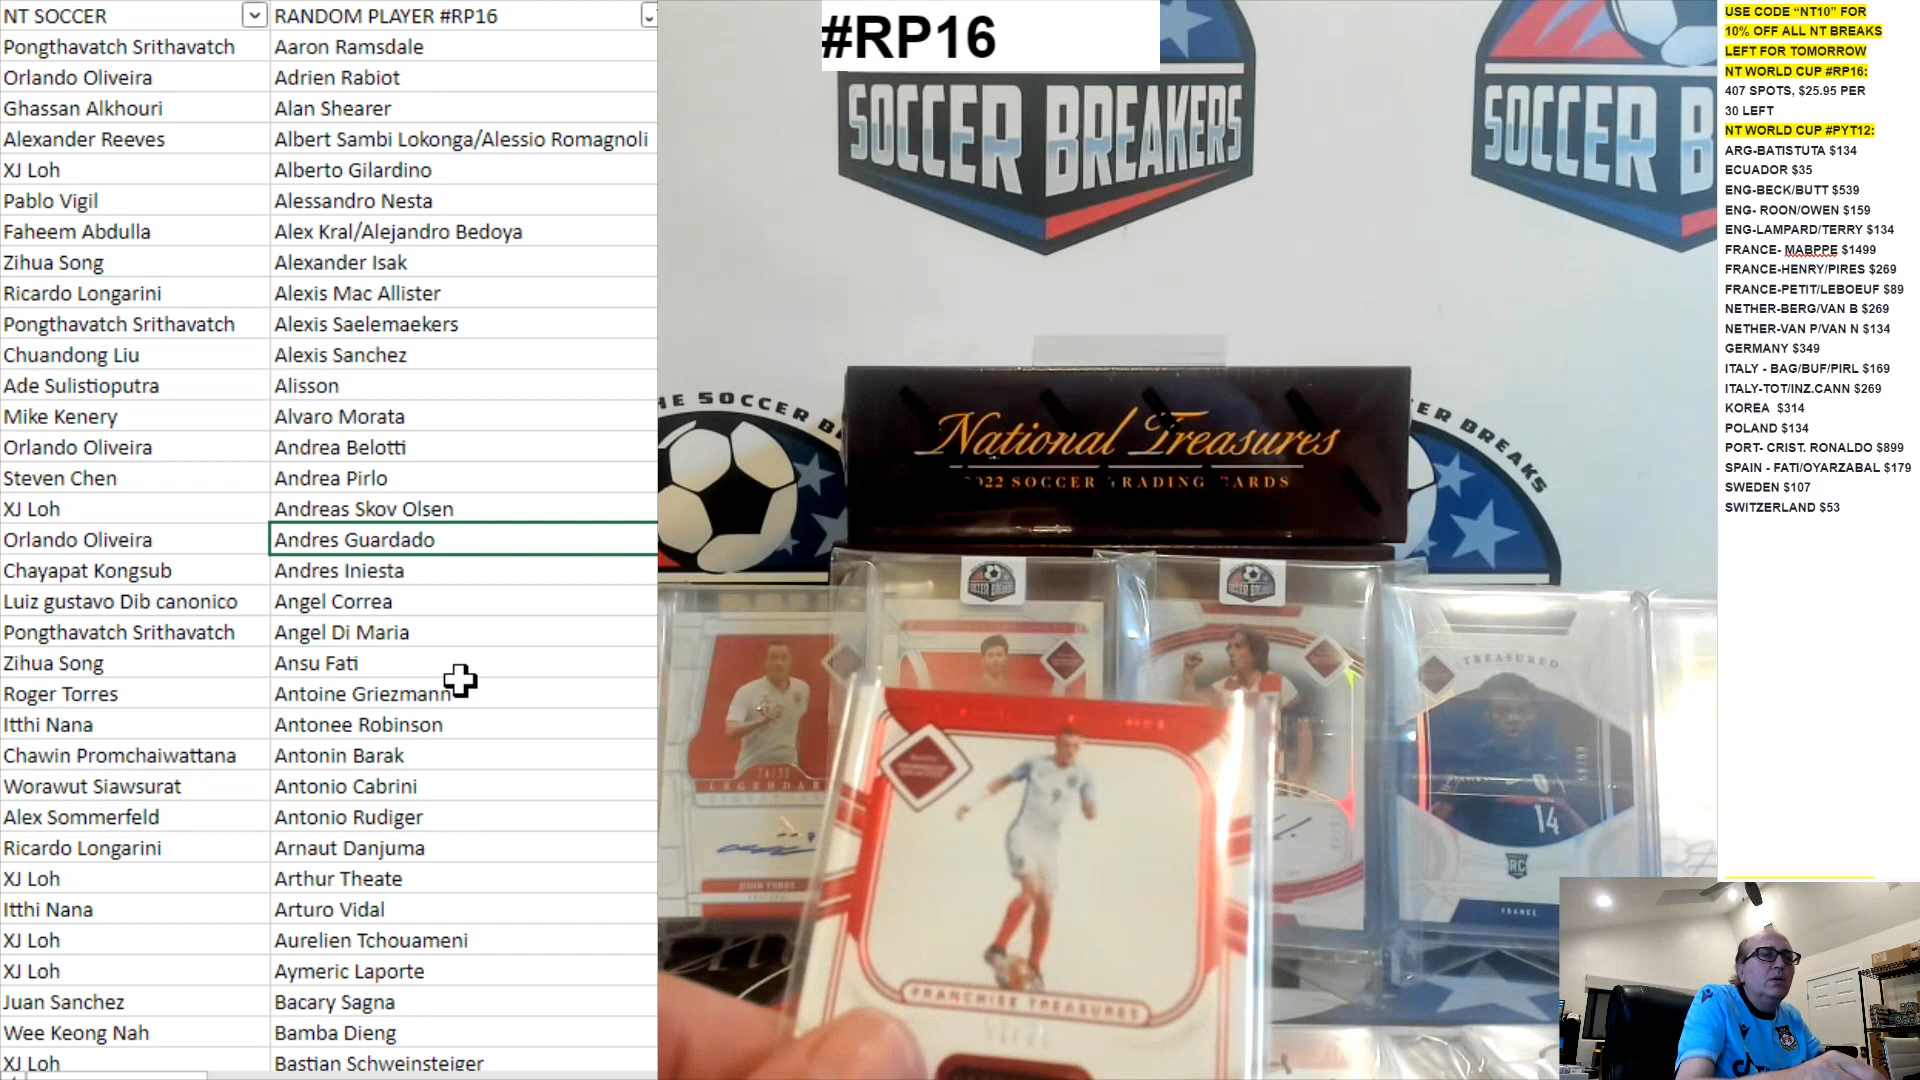 NT SOCCER RANDOM PLAYER #RP16
Pongthavatch Srithavatch Aaron Ramsdale
Orlando Oliveira Adrien Rabiot
Ghassan Alkhouri Alan Shearer
Alexander Reeves Albert Sambi Lokonga/Alessio Romagnoli
XJ Loh Alberto Gilardino
Pablo Vigil Alessandro Nesta
Faheem Abdulla Alex Kral/Alejandro Bedoya
Zihua Song Alexander Isak
Ricardo Longarini Alexis Mac Allister
Pongthavatch Srithavatch Alexis Saelemaekers
Chuandong Liu Alexis Sanchez
Ade Sulistioputra Alisson
Mike Kenery Alvaro Morata
Orlando Oliveira Andrea Belotti
Steven Chen Andrea Pirlo
XJ Loh Andreas Skov Olsen
Orlando Oliveira Andres Guardado
Chayapat Kongsub Andres Iniesta
Luiz gustavo Dib canonico Angel Correa
Pongthavatch Srithavatch Angel Di Maria
Zihua Song Ansu Fati
Roger Torres Antoine Griezmann
Itthi Nana Antonee Robinson
Chawin Promchaiwattana Antonin Barak
Worawut Siawsurat Antonio Cabrini
Alex Sommerfeld Antonio Rudiger
Ricardo Longarini Arnaut Danjuma
XJ Loh Arthur Theate
Itthi Nana Arturo Vidal
XJ Loh Aurelien Tchouameni
XJ Loh Aymeric Laporte
Juan Sanchez Bacary Sagna
Wee Keong Nah Bamba Dieng
XJ Loh Bastian Schweinsteiger
#RP16
SOCCER BREAKERS
SOCCER B
HE SOCCER B
ER BREAKS
National Treasures
2022 SOCCER TRADING CARDS
LEGENDAR
JOHN TERRY
TREASURED
14
RC
FRANCE
FRANCHISE TREASURES
USE CODE “NT10” FOR
10% OFF ALL NT BREAKS
LEFT FOR TOMORROW
NT WORLD CUP #RP16:
407 SPOTS, $25.95 PER
30 LEFT
NT WORLD CUP #PYT12:
ARG-BATISTUTA $134
ECUADOR $35
ENG-BECK/BUTT $539
ENG- ROON/OWEN $159
ENG-LAMPARD/TERRY $134
FRANCE- MABPPE $1499
FRANCE-HENRY/PIRES $269
FRANCE-PETIT/LEBOEUF $89
NETHER-BERG/VAN B $269
NETHER-VAN P/VAN N $134
GERMANY $349
ITALY - BAG/BUF/PIRL $169
ITALY-TOT/INZ.CANN $269
KOREA $314
POLAND $134
PORT- CRIST. RONALDO $899
SPAIN - FATI/OYARZABAL $179
SWEDEN $107
SWITZERLAND $53